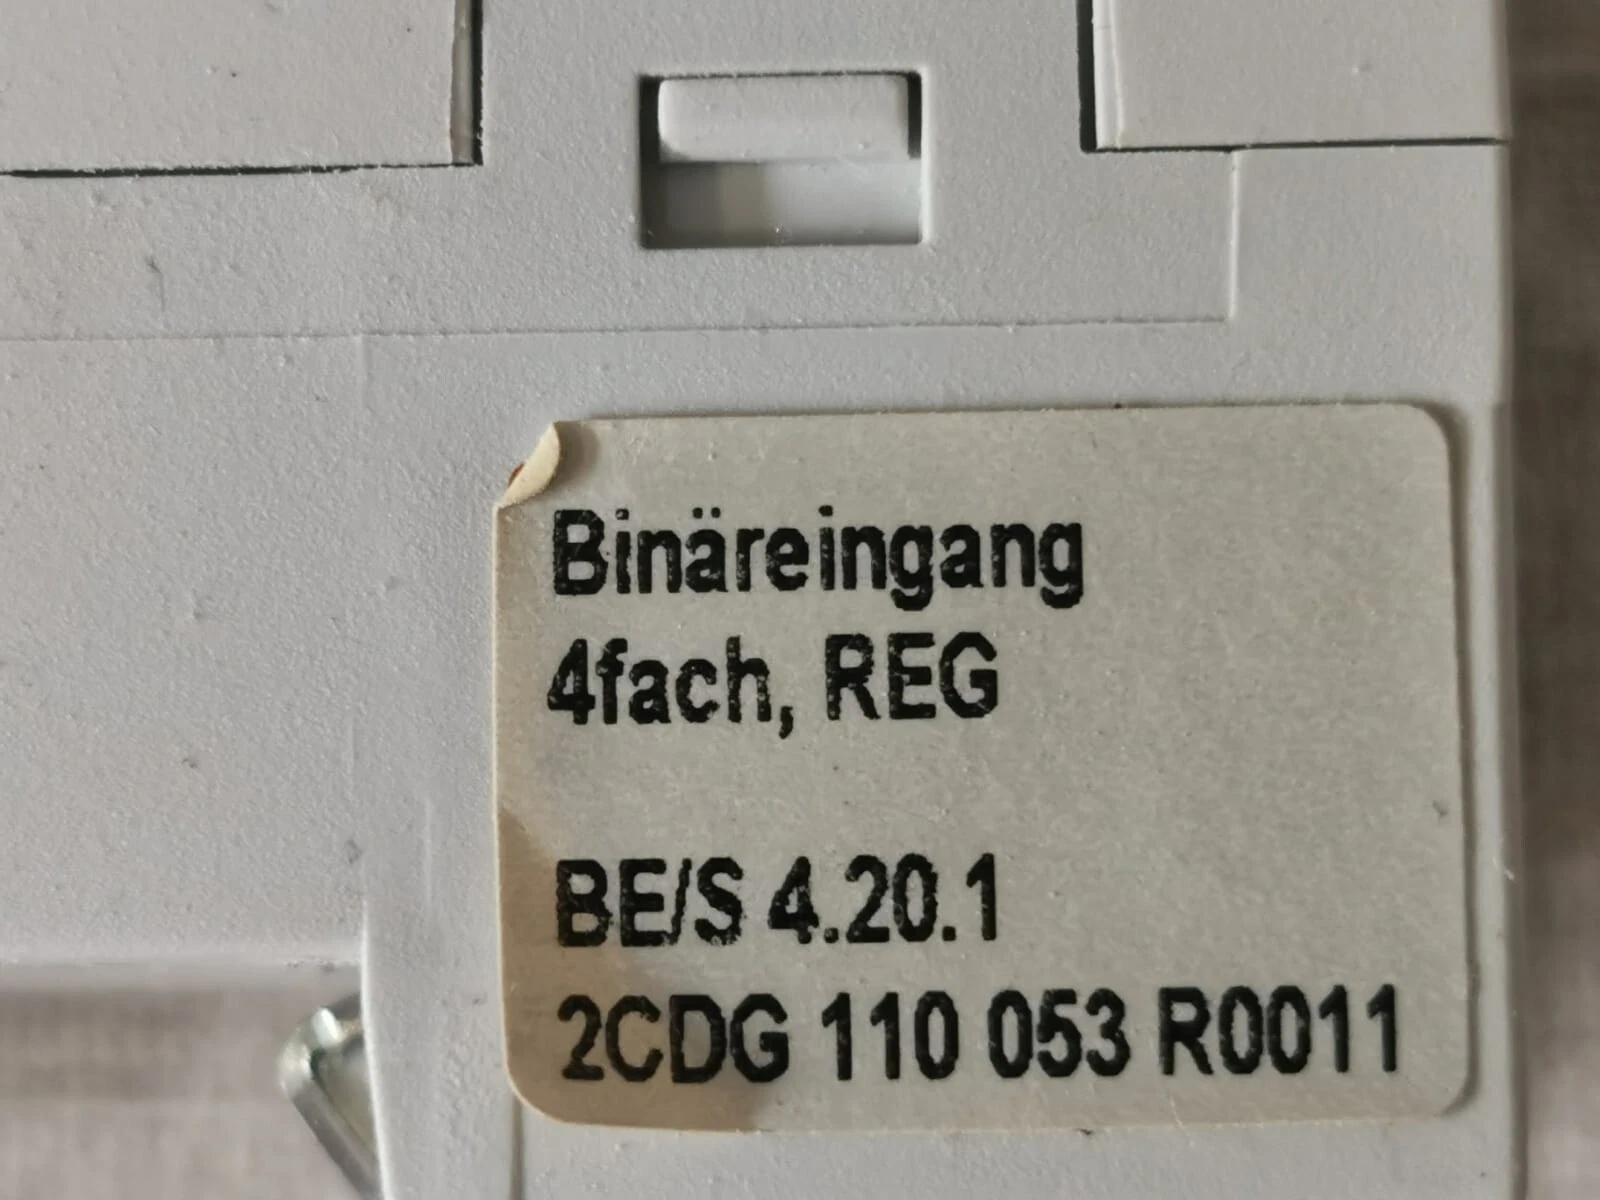 Binäreingang
4fach, REG
BE/S 4.20.1
2CDG 110 053 R0011